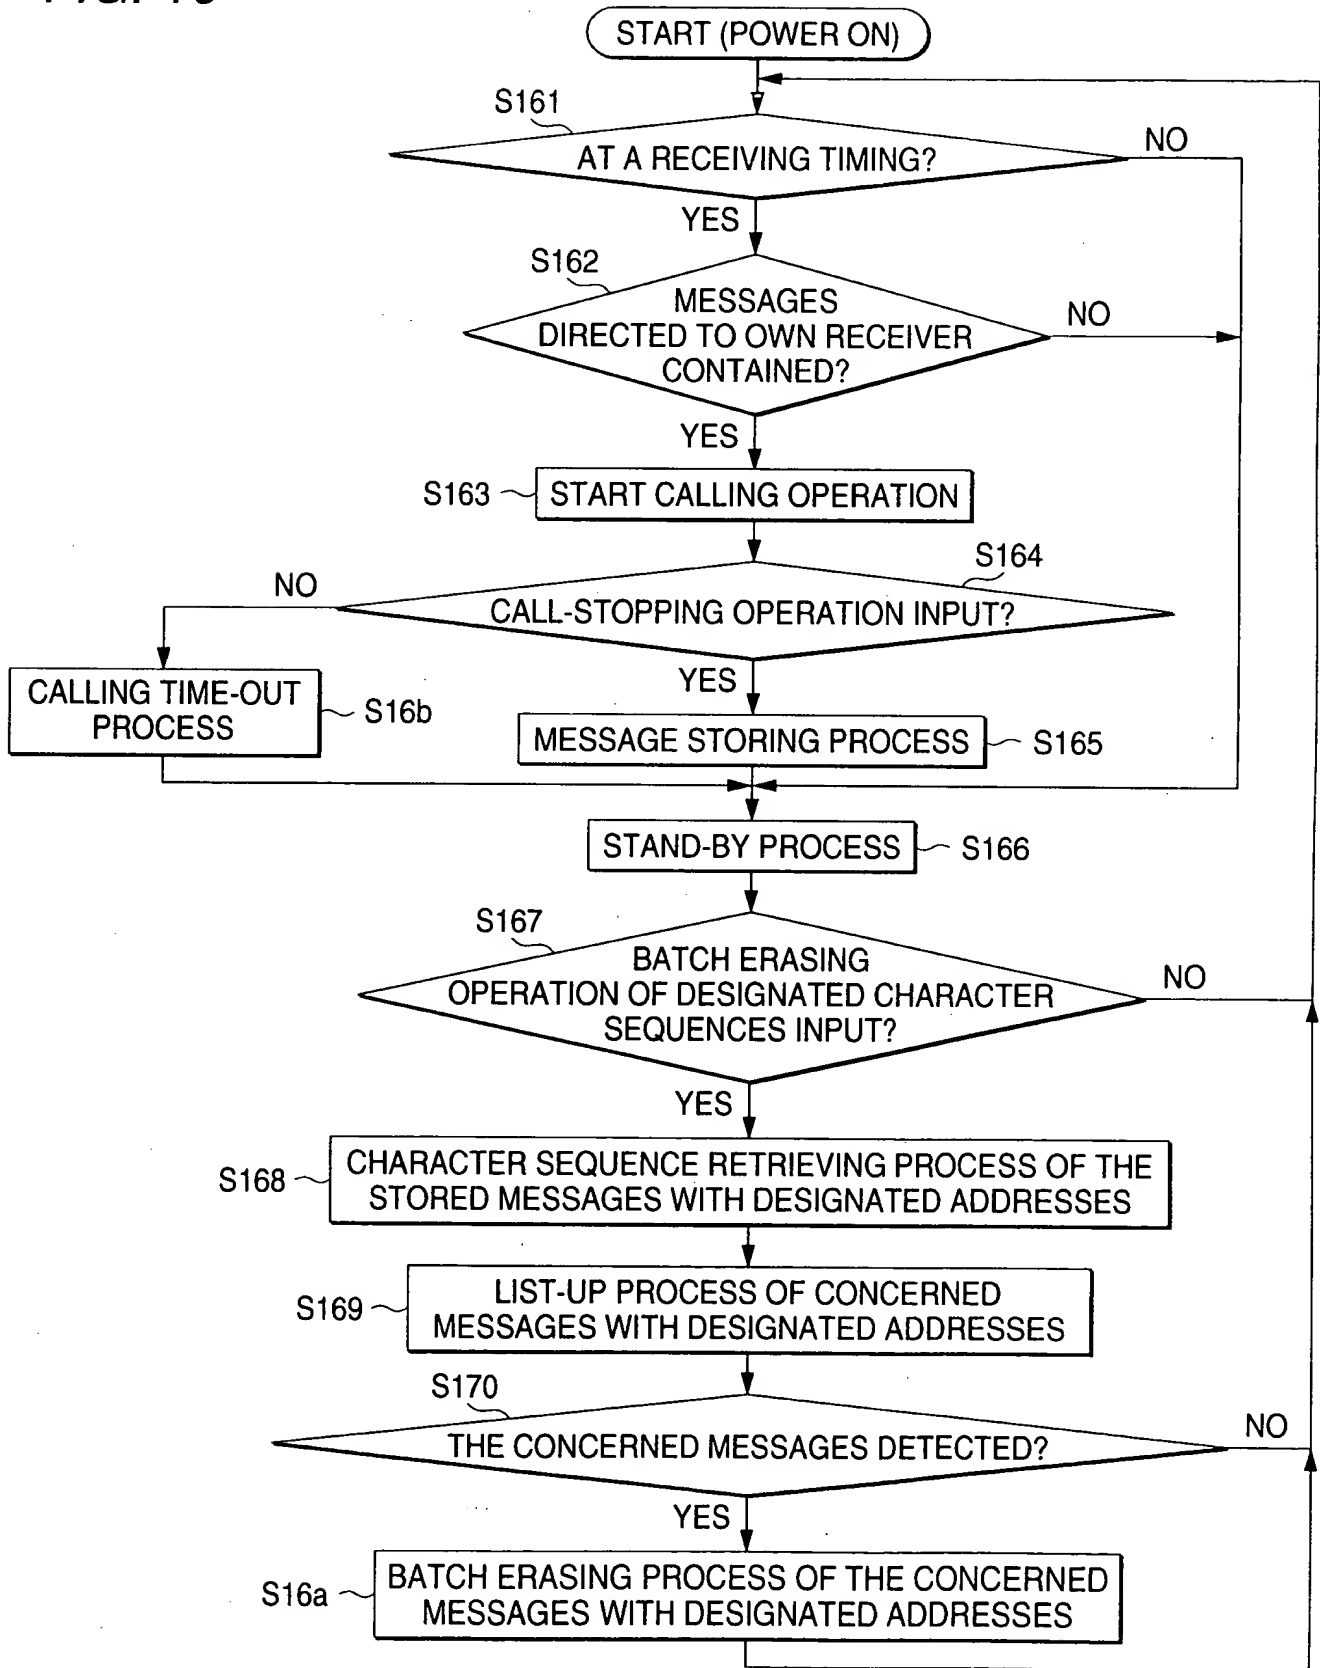 START (POWER ON)
S161
AT A RECEIVING TIMING?
NO
YES
S162
MESSAGES
DIRECTED TO OWN RECEIVER
CONTAINED?
NO
YES
S163
START CALLING OPERATION
S164
NO
CALL-STOPPING OPERATION INPUT?
YES
CALLING TIME-OUT
PROCESS
S16b
MESSAGE STORING PROCESS
S165
STAND-BY PROCESS
S166
S167
BATCH ERASING
OPERATION OF DESIGNATED CHARACTER
SEQUENCES INPUT?
NO
YES
S168
CHARACTER SEQUENCE RETRIEVING PROCESS OF THE
STORED MESSAGES WITH DESIGNATED ADDRESSES
S169
LIST-UP PROCESS OF CONCERNED
MESSAGES WITH DESIGNATED ADDRESSES
S170
THE CONCERNED MESSAGES DETECTED?
NO
YES
S16a
BATCH ERASING PROCESS OF THE CONCERNED
MESSAGES WITH DESIGNATED ADDRESSES